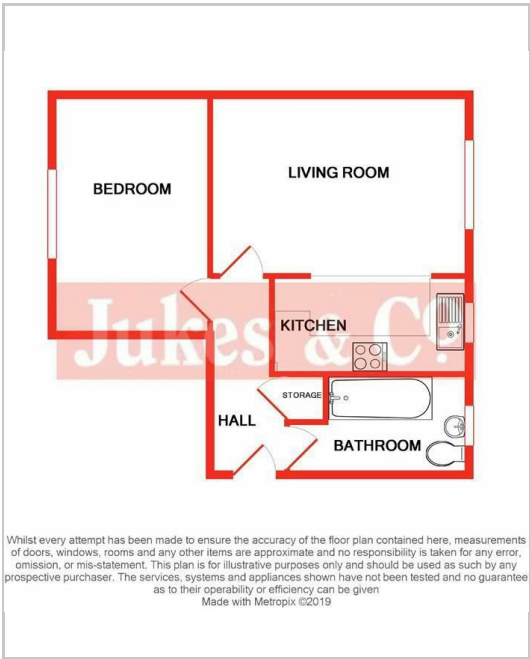 BEDROOM
LIVING ROOM
Jukes & Co
KITCHEN
STORAGE
HALL
BATHROOM
Whilst every attempt has been made to ensure the accuracy of the floor plan contained here, measurements
of doors, windows, rooms and any other items are approximate and no responsibility is taken for any error,
omission, or mis-statement. This plan is for illustrative purposes only and should be used as such by any
prospective purchaser. The services, systems and appliances shown have not been tested and no guarantee
as to their operability or efficiency can be given
Made with Metropix ©2019